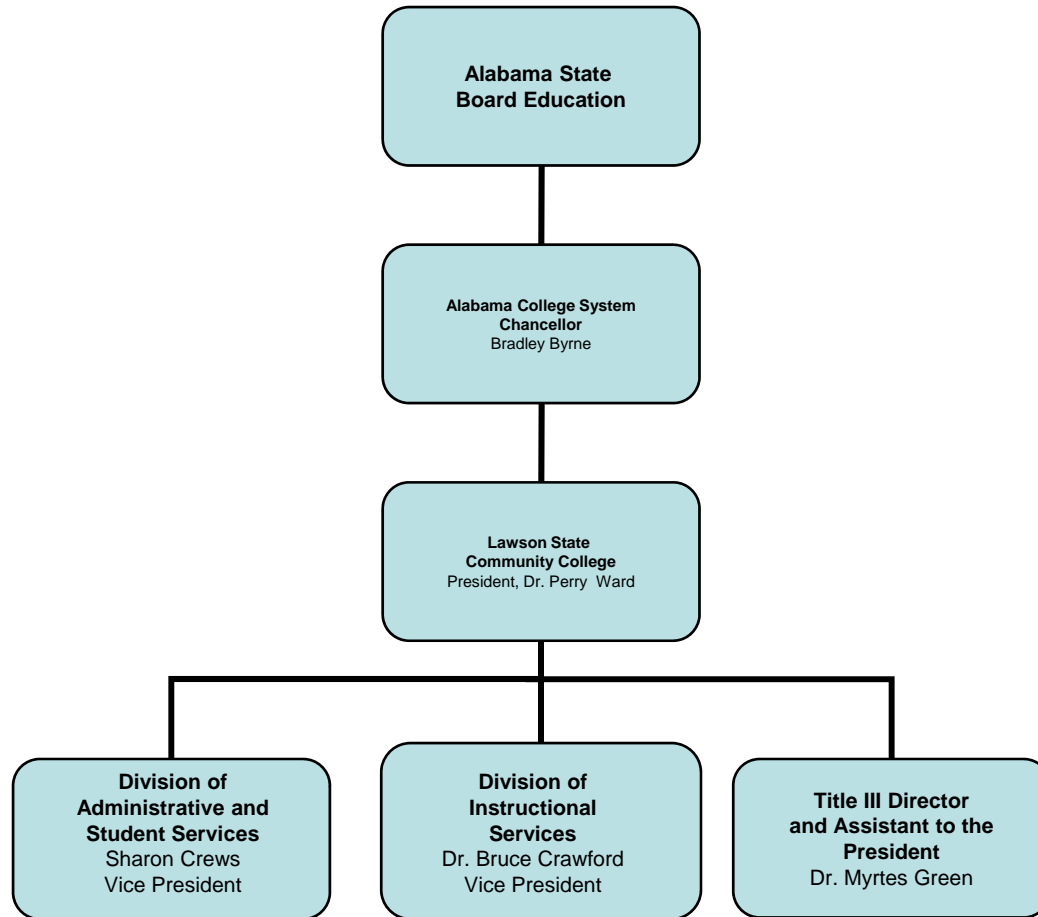 Alabama State
Board Education
Alabama College System
Chancellor
Bradley Byrne
Lawson State
Community College
President, Dr. Perry  Ward
Division of
Administrative and
Student Services
Sharon Crews
Vice President
Division of
Instructional
Services
Dr. Bruce Crawford
Vice President
Title III Director
and Assistant to the
President
Dr. Myrtes Green